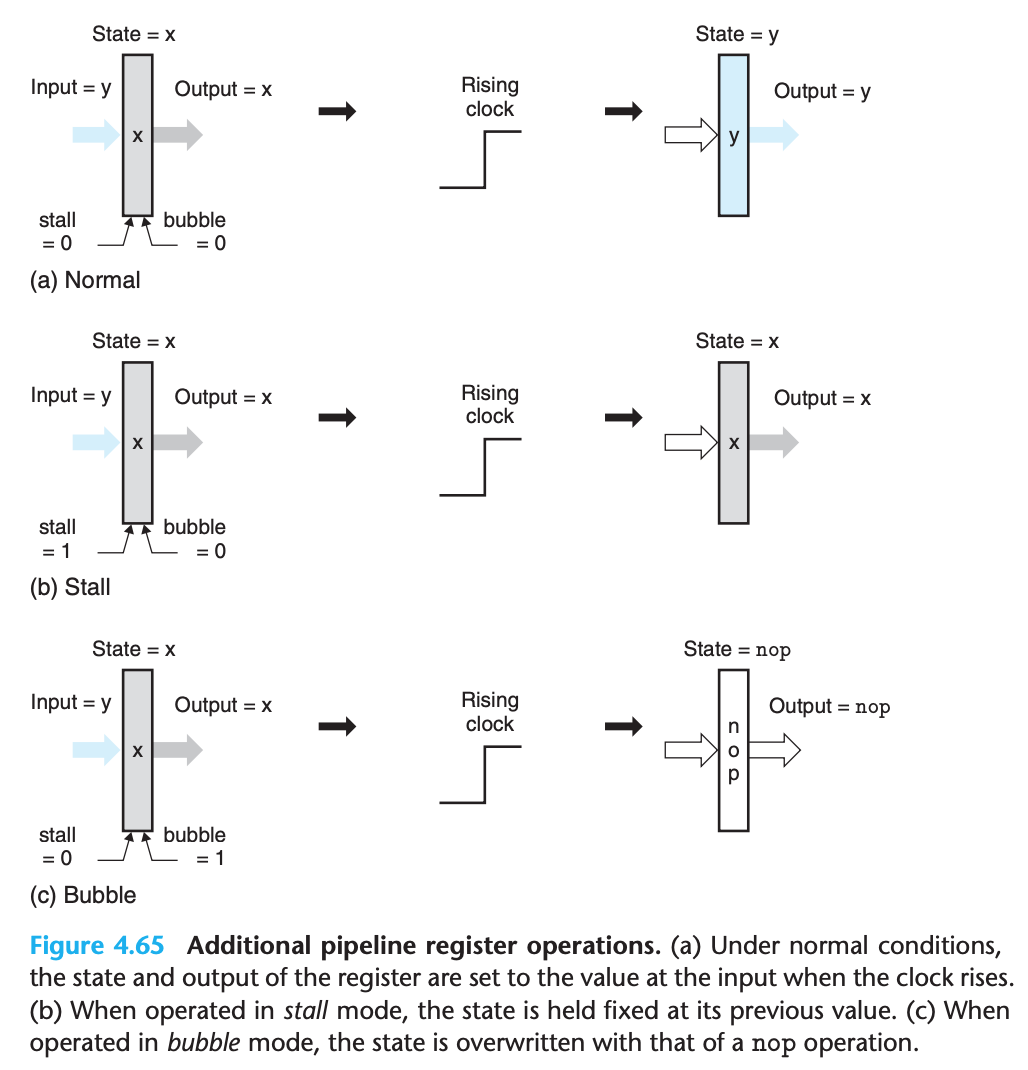 State = x
State = y
Input = y
Output = x
Rising
clock
Output = y
x
y
stall
= 0
bubble
= 0
(a) Normal
State = x
State = x
Input = y
Output = x
Rising
clock
Output = x
x
x
stall
= 1
bubble
= 0
(b) Stall
State = x
State = nop
Input = y
Output = x
Rising
clock
Output = nop
x
n
o
p
stall
= 0
bubble
= 1
(c) Bubble
Figure 4.65 Additional pipeline register operations. (a) Under normal conditions,
the state and output of the register are set to the value at the input when the clock rises.
(b) When operated in stall mode, the state is held fixed at its previous value. (c) When
operated in bubble mode, the state is overwritten with that of a nop operation.